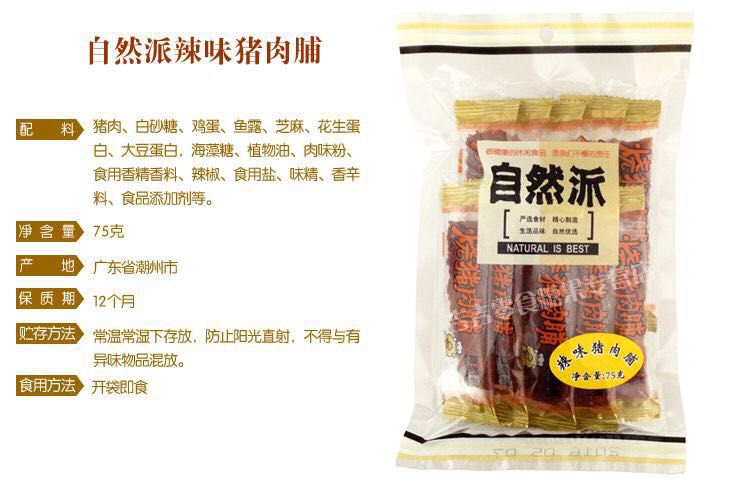 自然派辣味猪肉脯
配 料
猪肉、白砂糖、鸡蛋、鱼露、芝麻、花生蛋
白、大豆蛋白，海藻糖、植物油、肉味粉、
食用香精香料、辣椒、食用盐、味精、香辛
料、食品添加剂等。
净 含 量
75克
产 地
广东省潮州市
保 质 期
12个月
贮存方法
常温常湿下存放，防止阳光直射，不得与有
异味物品混放。
食用方法
开袋即食
自然派
严选食材 精心制造
生活品味 自然优选
NATURAL IS BEST
辣味猪肉脯
净含量:75克